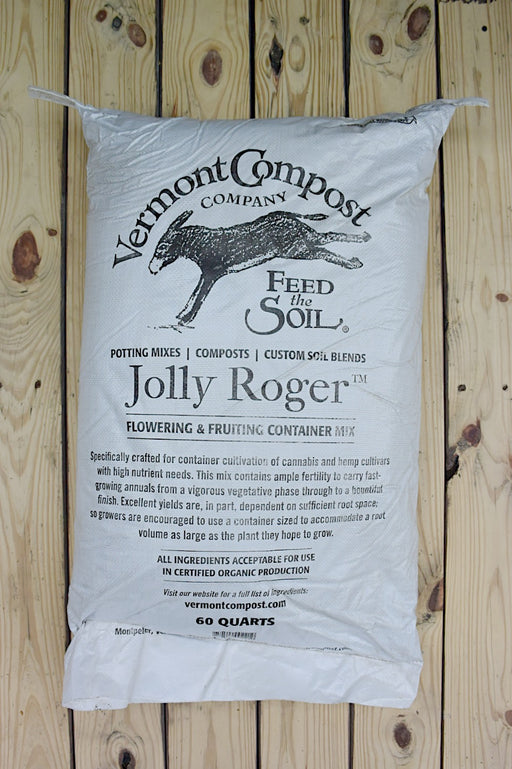 Vermont Compost
COMPANY
FEED
the
SOIL®
POTTING MIXES | COMPOSTS | CUSTOM SOIL BLENDS
Jolly Roger™
FLOWERING & FRUITING CONTAINER MIX
Specifically crafted for container cultivation of cannabis and hemp cultivars
with high nutrient needs. This mix contains ample fertility to carry fast-
growing annuals from a vigorous vegetative phase through to a bountiful
finish. Excellent yields are, in part, dependent on sufficient root space;
so growers are encouraged to use a container sized to accommodate a root
volume as large as the plant they hope to grow.
ALL INGREDIENTS ACCEPTABLE FOR USE
IN CERTIFIED ORGANIC PRODUCTION
Visit our website for a full list of ingredients:
vermontcompost.com
60 QUARTS
Montpelier,